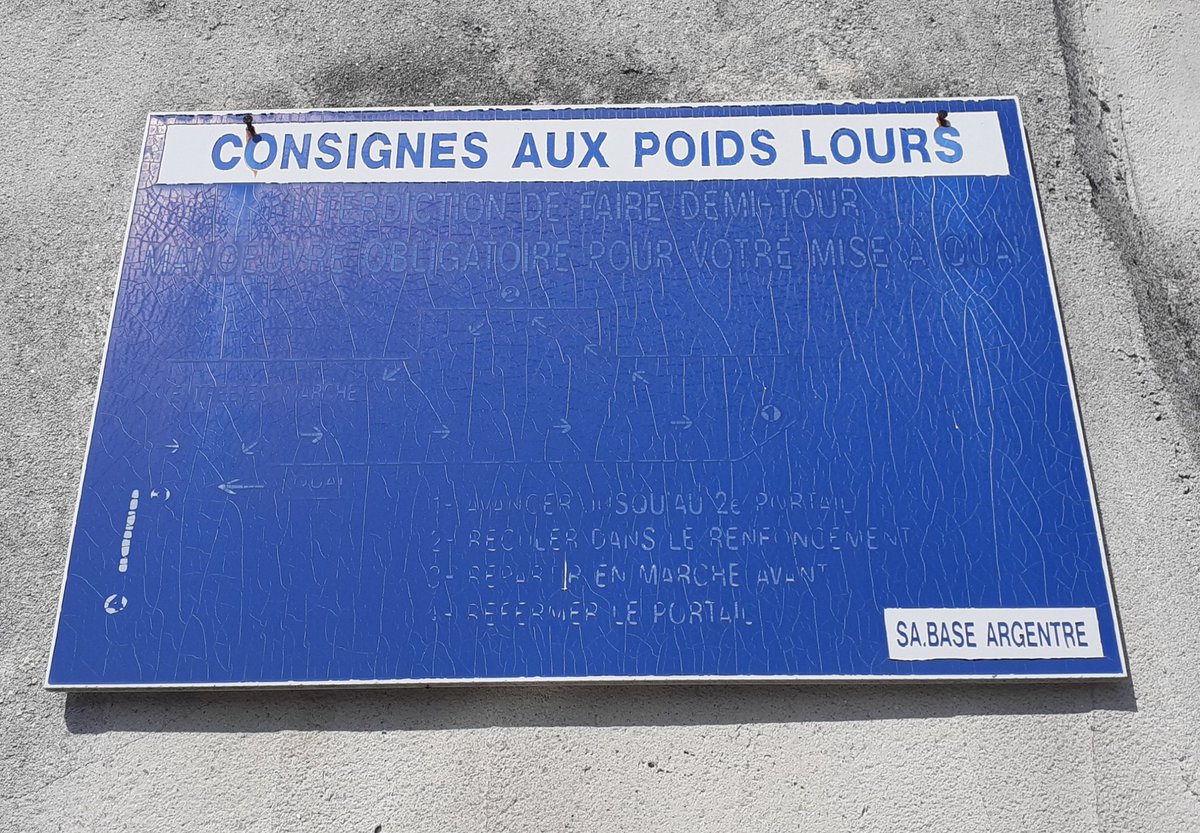 CONSIGNES AUX POIDS LOURS
INTERDICTION DE FAIRE DEMI-TOUR
MANOEUVRE OBLIGATOIRE POUR VOTRE MISE A QUAI
2
MARCHE
1
QUAI
3
4
1- AVANCER JUSQU'AU 2e PORTAIL
2- RECULER DANS LE RENFONCEMENT
3- REPARTIR EN MARCHE AVANT
4- REFERMER LE PORTAIL
SA.BASE ARGENTRE